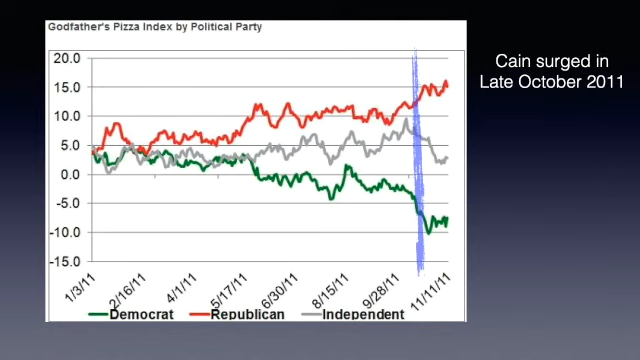 Godfather's Pizza Index by Political Party
Cain surged in
Late October 2011
20.0
15.0
10.0
5.0
0.0
-5.0
-10.0
-15.0
1/3/11
2/16/11
4/1/11
5/17/11
6/30/11
8/15/11
9/28/11
11/11/11
Democrat
Republican
Independent